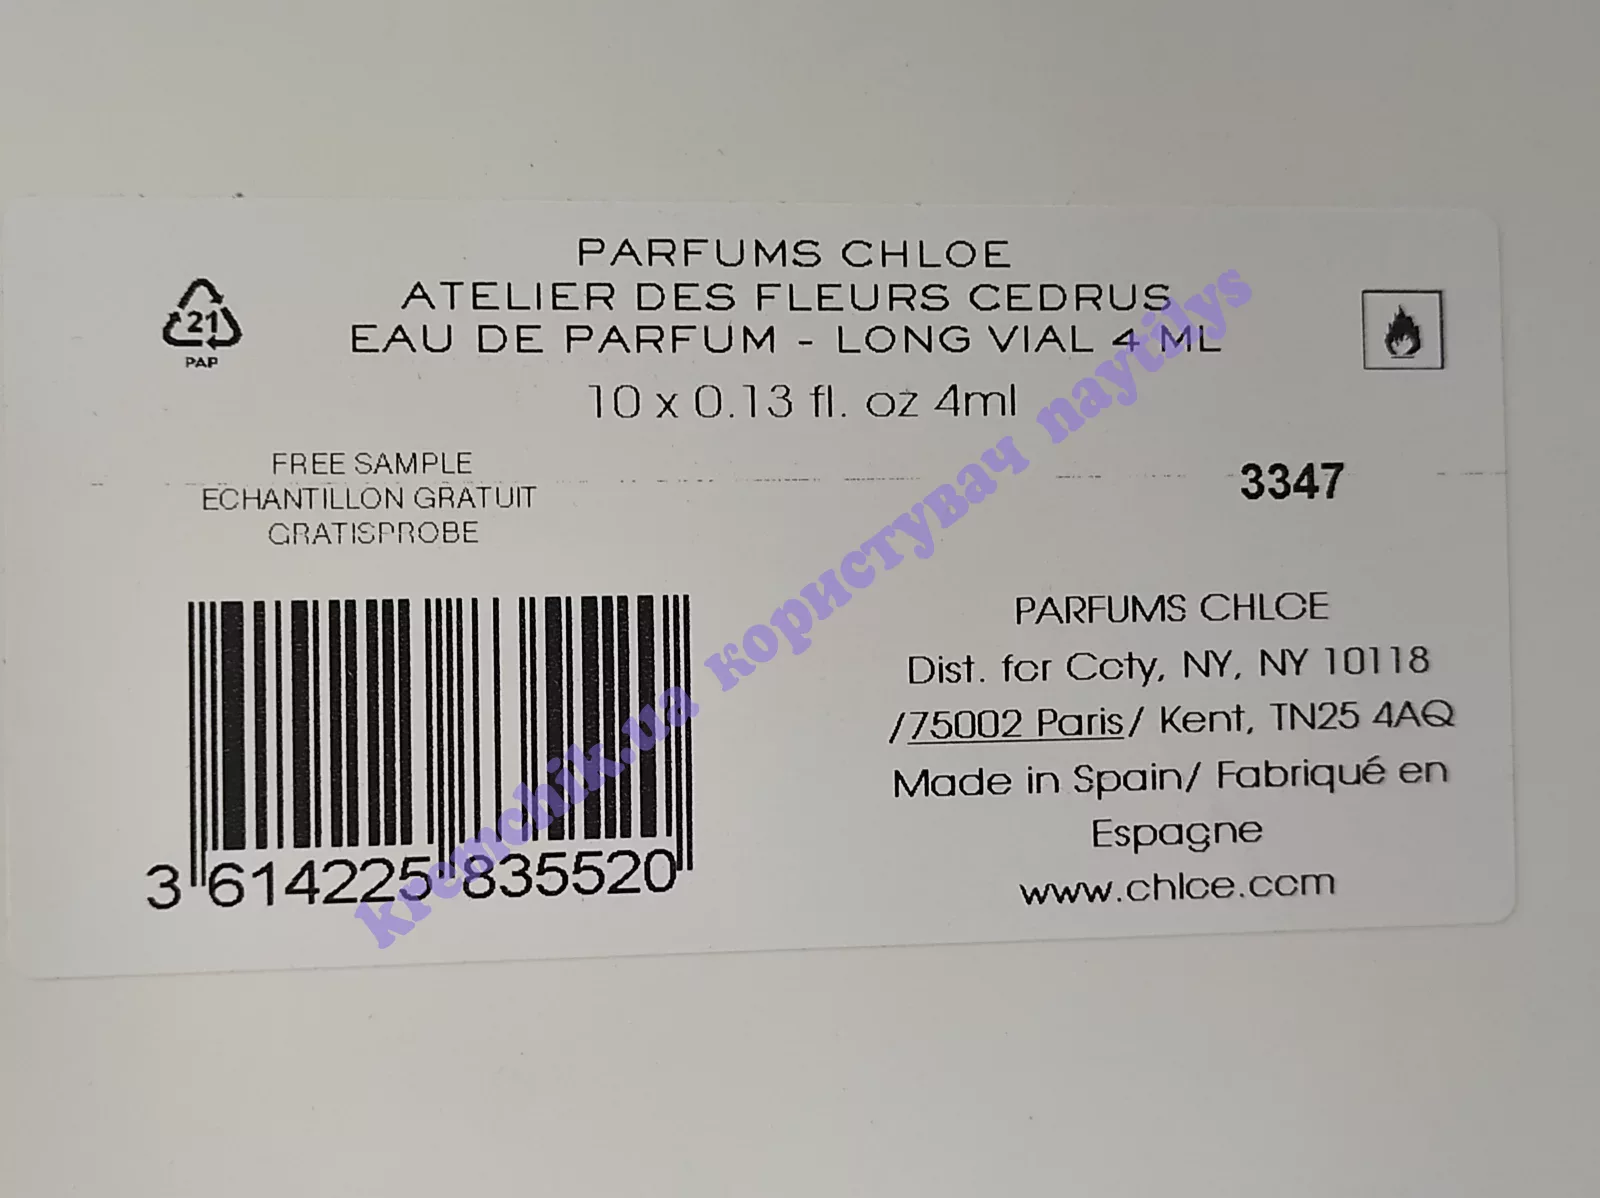 PARFUMS CHLOE
ATELIER DES FLEURS CEDRUS
EAU DE PARFUM - LONG VIAL 4 ML
10 x 0.13 fl. oz 4ml
21
PAP
FREE SAMPLE
ECHANTILLON GRATUIT
GRATISPROBE
3347
3 614225 835520
PARFUMS CHLOE
Dist. for Coty, NY, NY 10118
/75002 Paris/ Kent, TN25 4AQ
Made in Spain/ Fabriqué en
Espagne
www.chloe.com
kremchik.ua користувач naytilys